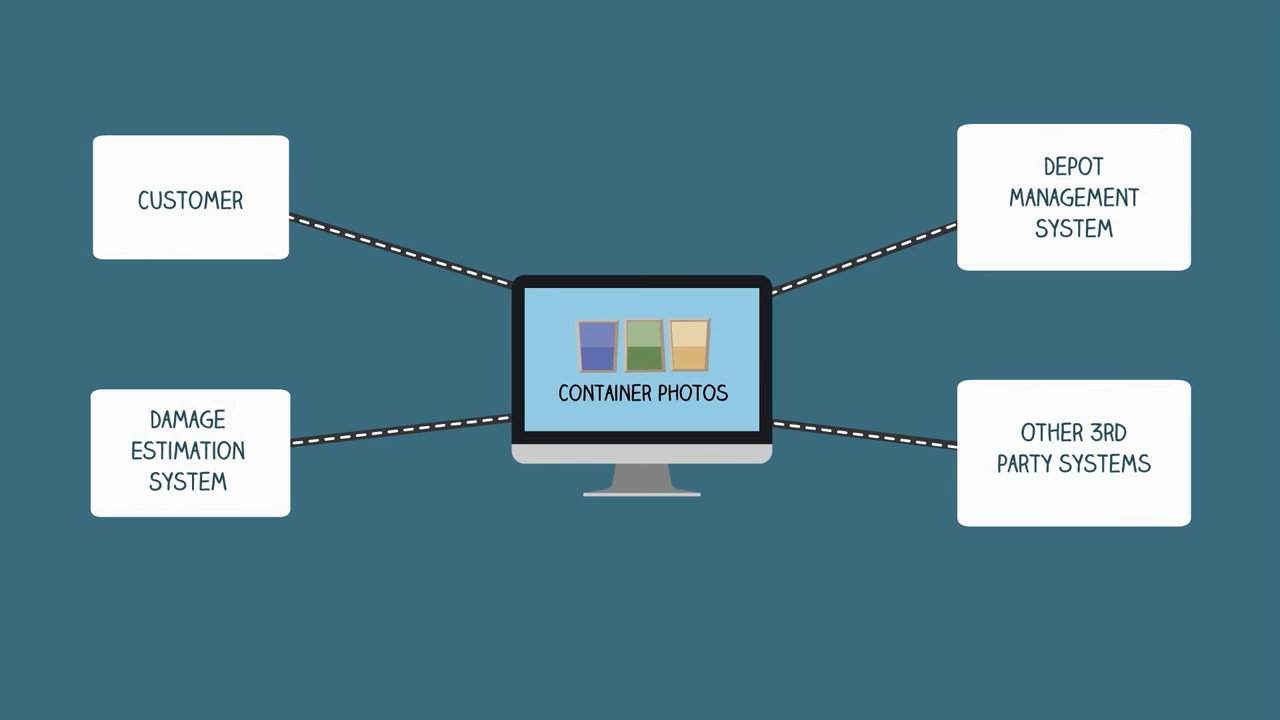 CUSTOMER
DEPOT
MANAGEMENT
SYSTEM
CONTAINER PHOTOS
DAMAGE
ESTIMATION
SYSTEM
OTHER 3RD
PARTY SYSTEMS